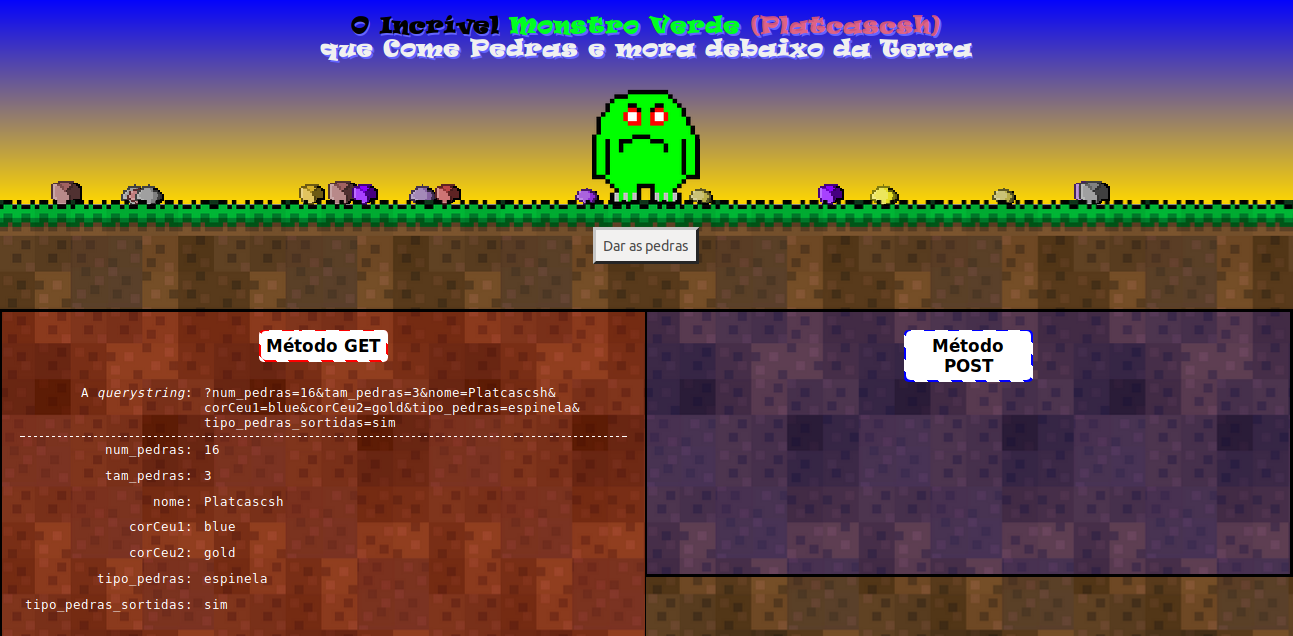 O Incrível Monstro Verde (Platcascsh)
que Come Pedras e mora debaixo da Terra
Dar as pedras
Método GET
A querystring: ?num_pedras=16&tam_pedras=3&nome=Platcascsh&
corCeu1=blue&corCeu2=gold&tipo_pedras=espinela&
tipo_pedras_sortidas=sim
num_pedras: 16
tam_pedras: 3
nome: Platcascsh
corCeu1: blue
corCeu2: gold
tipo_pedras: espinela
tipo_pedras_sortidas: sim
Método
POST